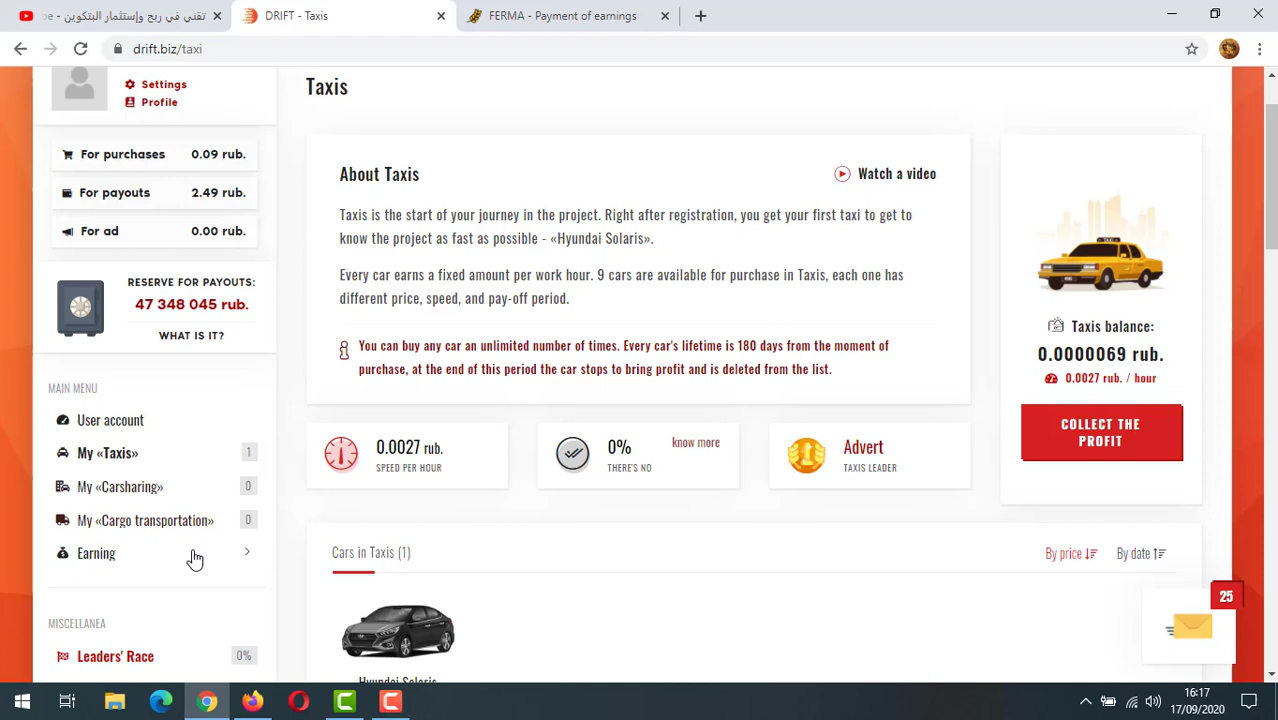 be - تقني في ربح وإستثمار البتكوين
DRIFT - Taxis
FERMA - Payment of earnings
drift.biz/taxi
Settings
Profile
For purchases 0.09 rub.
For payouts 2.49 rub.
For ad 0.00 rub.
RESERVE FOR PAYOUTS:
47 348 045 rub.
WHAT IS IT?
MAIN MENU
User account
My «Taxis» 1
My «Carsharing» 0
My «Cargo transportation» 0
Earning
MISCELLANEA
Leaders' Race 0%
Taxis
About Taxis
Watch a video
Taxis is the start of your journey in the project. Right after registration, you get your first taxi to get to
know the project as fast as possible - «Hyundai Solaris».
Every car earns a fixed amount per work hour. 9 cars are available for purchase in Taxis, each one has
different price, speed, and pay-off period.
You can buy any car an unlimited number of times. Every car's lifetime is 180 days from the moment of
purchase, at the end of this period the car stops to bring profit and is deleted from the list.
0.0027 rub.
SPEED PER HOUR
0% know more
THERE'S NO
Advert
TAXIS LEADER
Taxis balance:
0.0000069 rub.
0.0027 rub. / hour
COLLECT THE
PROFIT
Cars in Taxis (1)
By price
By date
Hyundai Solaris
25
16:17
17/09/2020